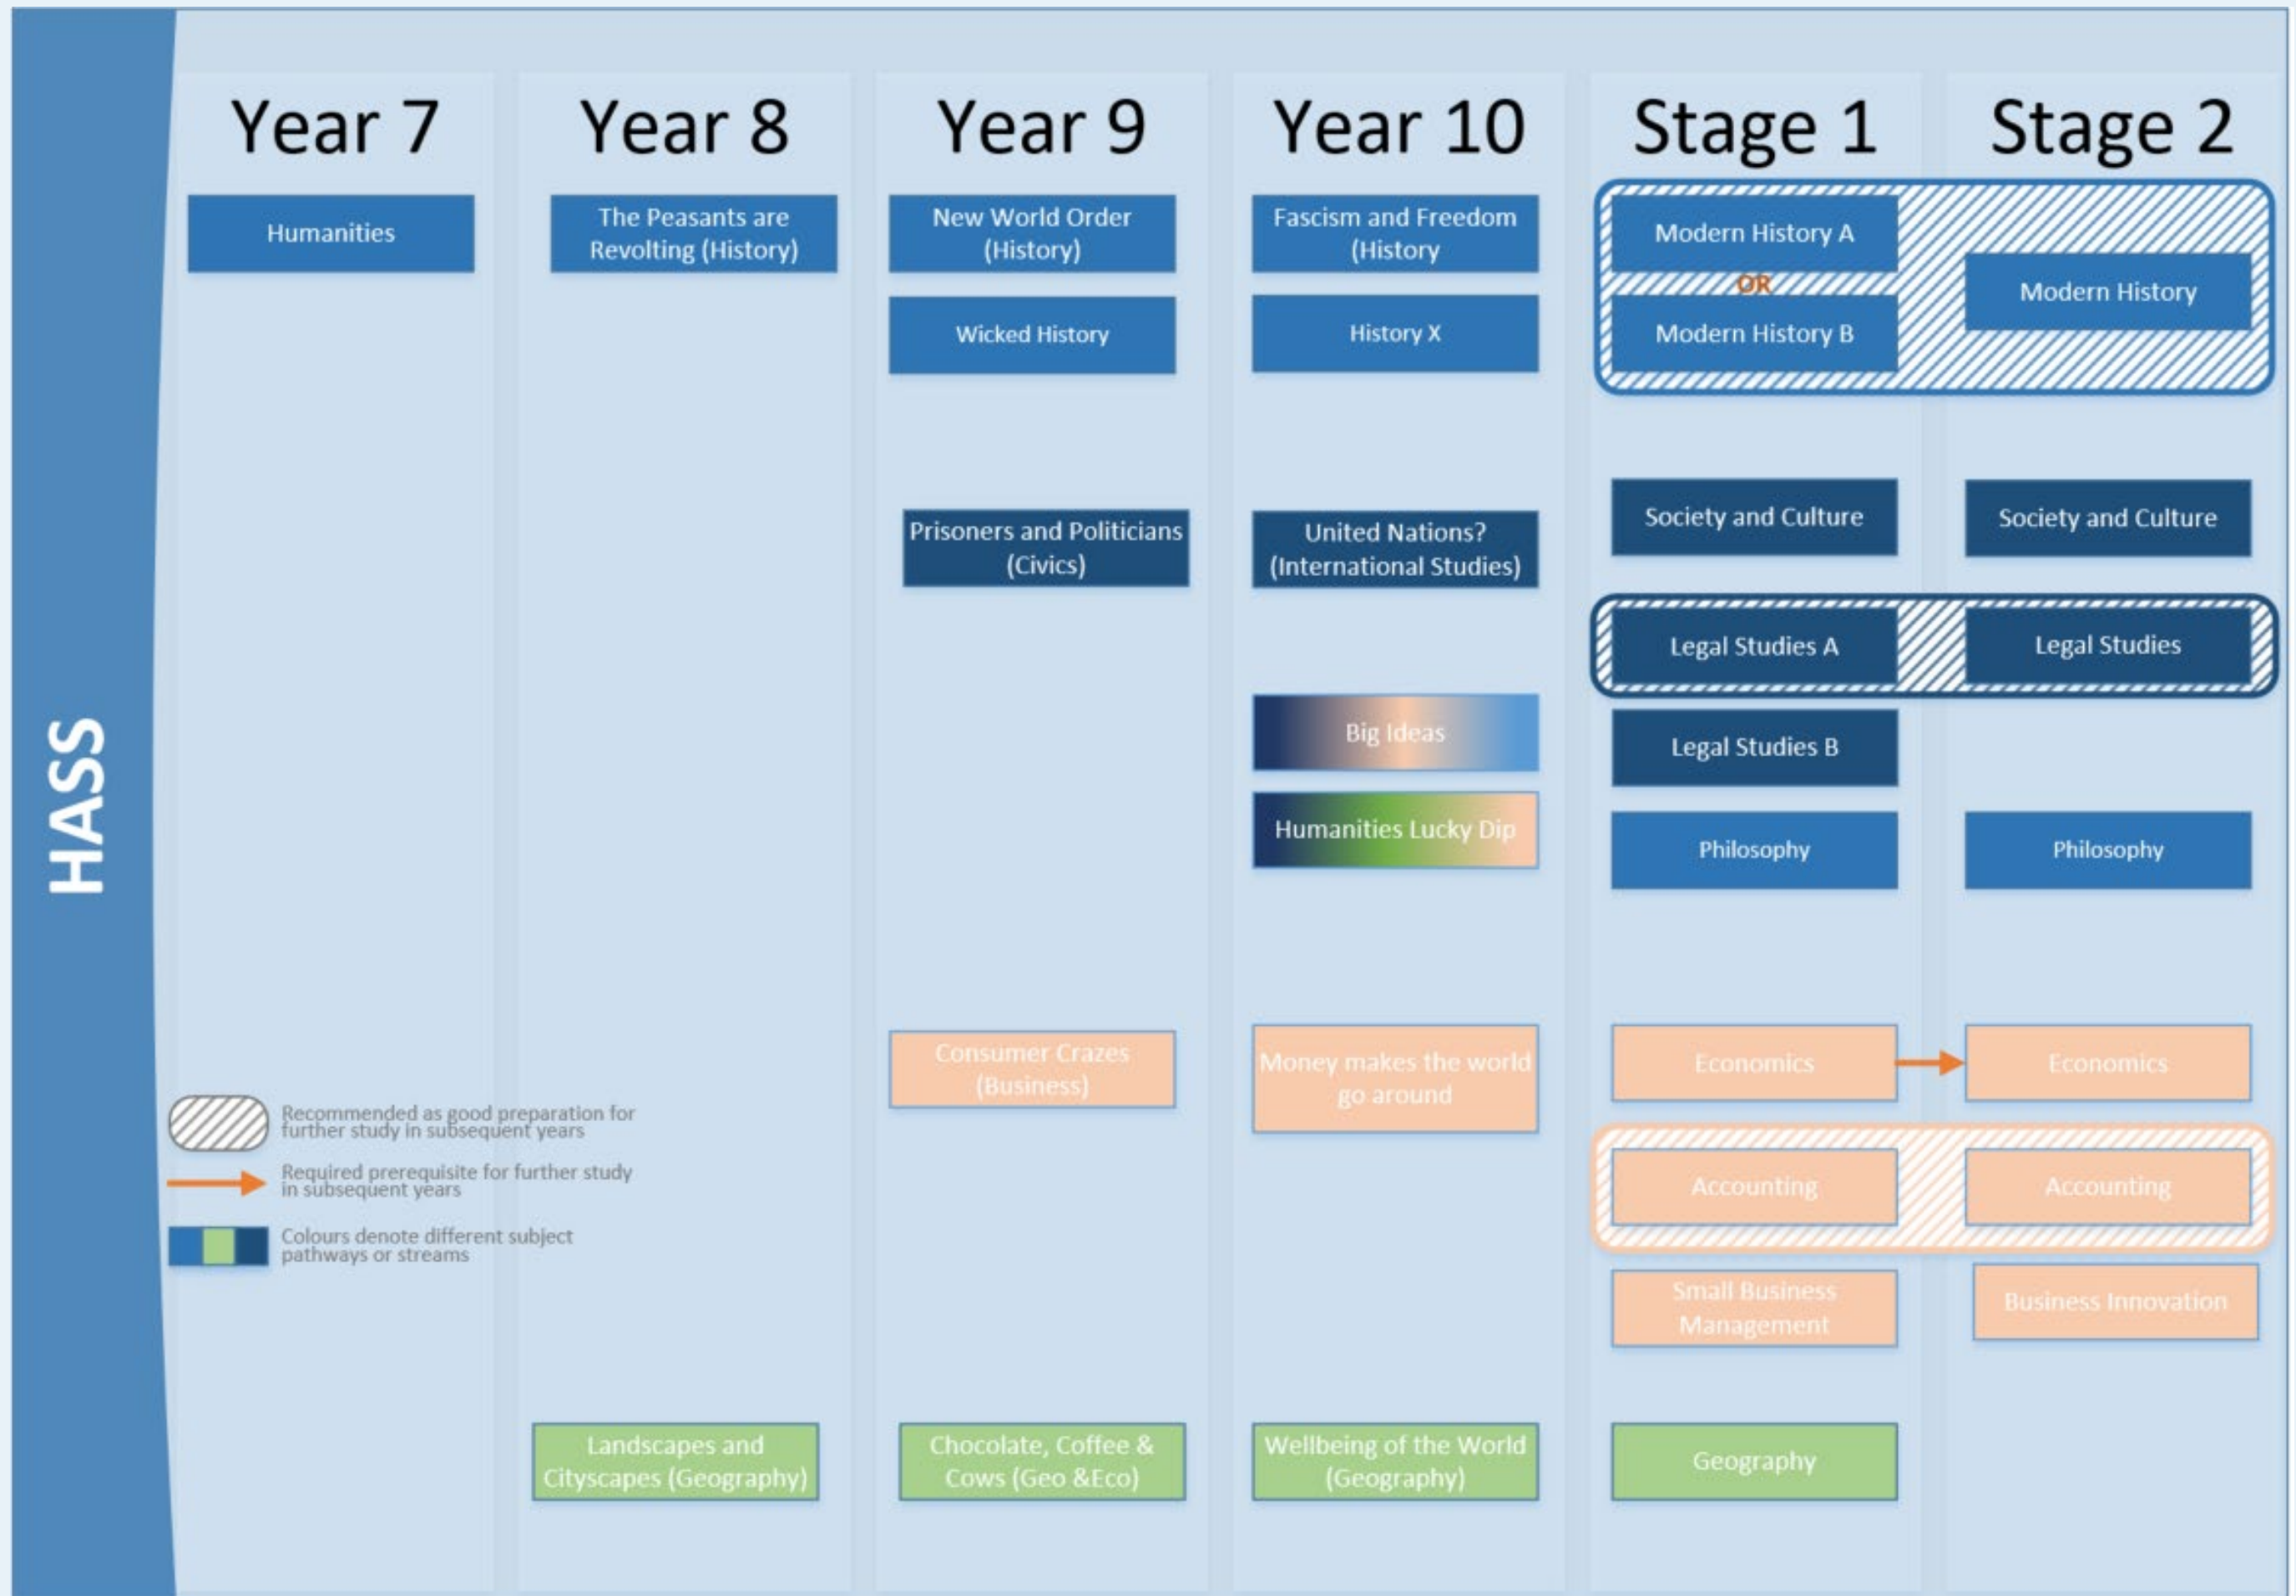 HASS
Year 7
Year 8
Year 9
Year 10
Stage 1
Stage 2
Humanities
The Peasants are
Revolting (History)
New World Order
(History)
Fascism and Freedom
(History
Modern History A
OR
Modern History B
Modern History
Wicked History
History X
Prisoners and Politicians
(Civics)
United Nations?
(International Studies)
Society and Culture
Society and Culture
Legal Studies A
Legal Studies
Big Ideas
Legal Studies B
Humanities Lucky Dip
Philosophy
Philosophy
Consumer Crazes
(Business)
Money makes the world
go around
Economics
Economics
Accounting
Accounting
Small Business
Management
Business Innovation
Landscapes and
Cityscapes (Geography)
Chocolate, Coffee &
Cows (Geo &Eco)
Wellbeing of the World
(Geography)
Geography
Recommended as good preparation for
further study in subsequent years
Required prerequisite for further study
in subsequent years
Colours denote different subject
pathways or streams